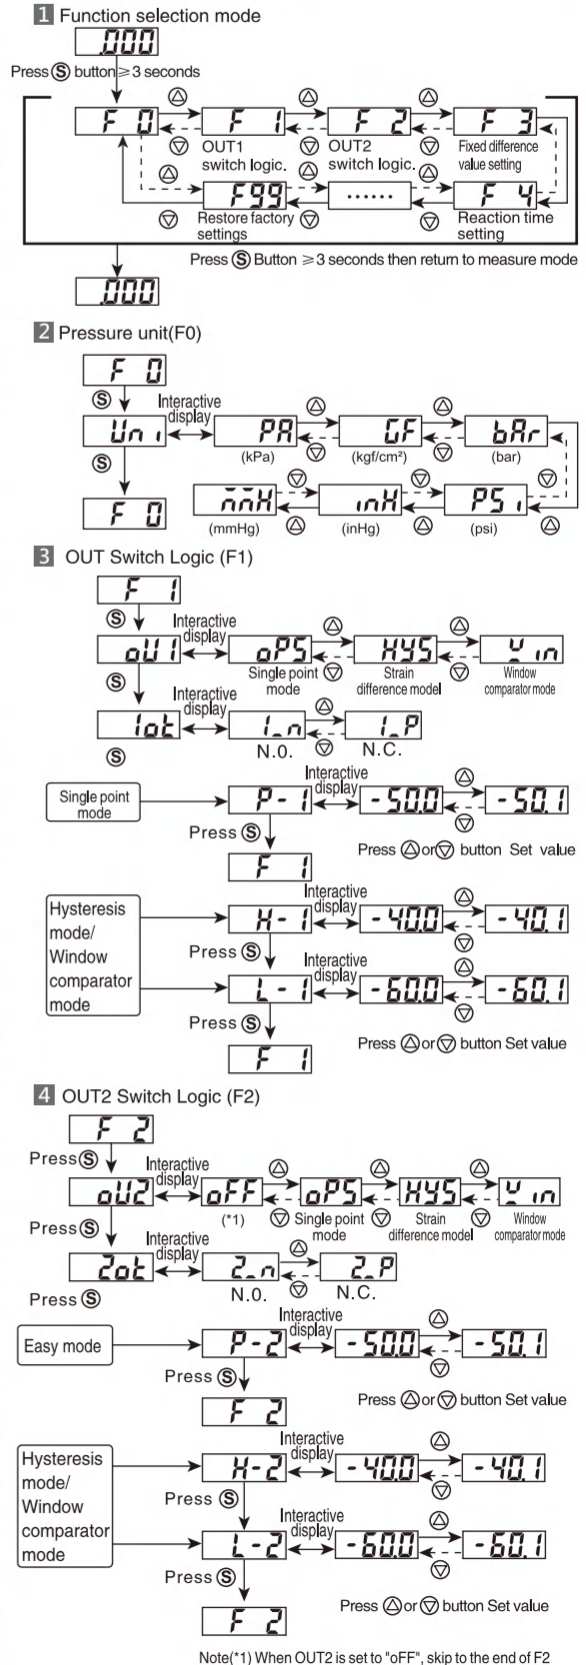 1 Function selection mode
.000
Press Ⓢ button ≥ 3 seconds
F 0
F 1
F 2
F 3
OUT1
switch logic.
OUT2
switch logic.
Fixed difference
value setting
F99
......
F 4
Restore factory
settings
Reaction time
setting
Press Ⓢ Button ≥ 3 seconds then return to measure mode
.000
2 Pressure unit(F0)
F 0
Ⓢ
Interactive
display
Uni
PA
GF
bAr
(kPa)
(kgf/cm²)
(bar)
Ⓢ
F 0
mmH
inH
PSi
(mmHg)
(inHg)
(psi)
3 OUT Switch Logic (F1)
F 1
Ⓢ
Interactive
display
oU1
oPS
HYS
Win
Single point
mode
Strain
difference model
Window
comparator mode
Ⓢ
Interactive
display
1ot
1_n
1_P
N.0.
N.C.
Ⓢ
Single point
mode
Interactive
display
P-1
-50.0
-50.1
Press Ⓢ
Press △or▽ button Set value
F 1
Hysteresis
mode/
Window
comparator
mode
Interactive
display
H-1
-40.0
-40.1
Press Ⓢ
Interactive
display
L-1
-60.0
-60.1
Press Ⓢ
Press △or▽ button Set value
F 1
4 OUT2 Switch Logic (F2)
F 2
Press Ⓢ
Interactive
display
oU2
oFF
oPS
HYS
Win
(*1)
Single point
mode
Strain
difference model
Window
comparator mode
Press Ⓢ
Interactive
display
2ot
2_n
2_P
N.0.
N.C.
Press Ⓢ
Easy mode
Interactive
display
P-2
-50.0
-50.1
Press Ⓢ
Press △or▽ button Set value
F 2
Hysteresis
mode/
Window
comparator
mode
Interactive
display
H-2
-40.0
-40.1
Press Ⓢ
Interactive
display
L-2
-60.0
-60.1
Press Ⓢ
Press △or▽ button Set value
F 2
Note(*1) When OUT2 is set to "oFF", skip to the end of F2